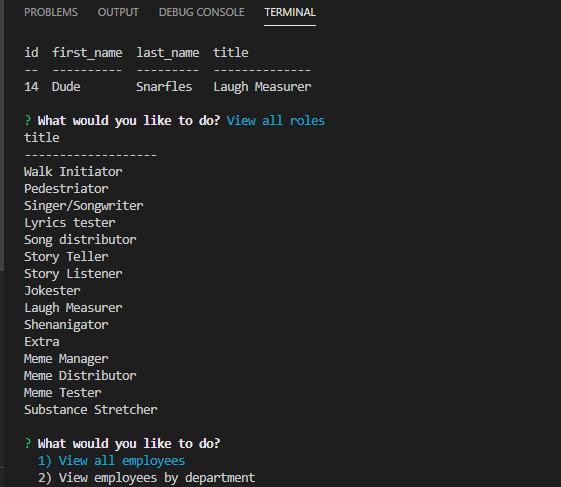 PROBLEMS OUTPUT DEBUG CONSOLE TERMINAL
id  first_name  last_name  title
--  ----------  ---------  --------------
14  Dude        Snarfles   Laugh Measurer
? What would you like to do? View all roles
title
-------------------
Walk Initiator
Pedestriator
Singer/Songwriter
Lyrics tester
Song distributor
Story Teller
Story Listener
Jokester
Laugh Measurer
Shenanigator
Extra
Meme Manager
Meme Distributor
Meme Tester
Substance Stretcher
? What would you like to do?
1) View all employees
2) View employees by department